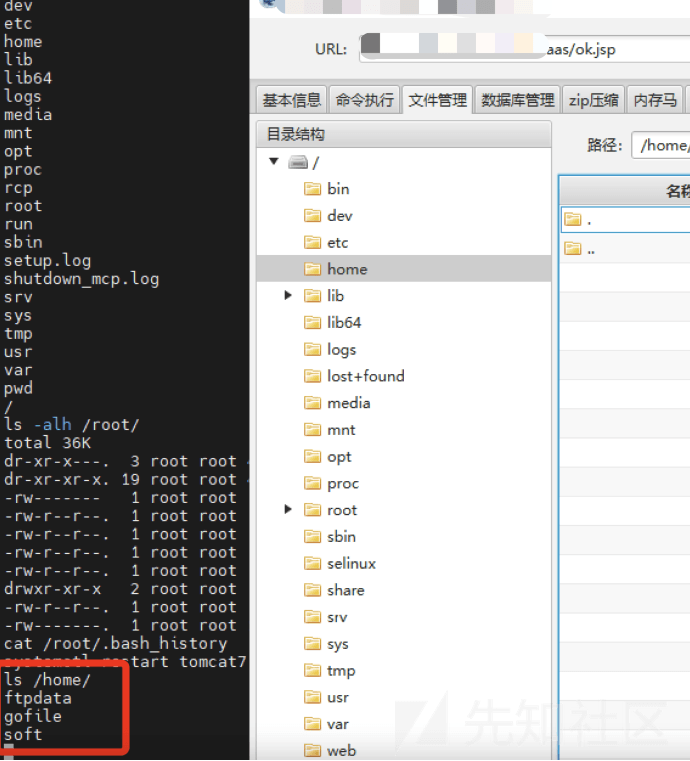 dev
etc
home
lib
lib64
logs
media
mnt
opt
proc
rcp
root
run
sbin
setup.log
shutdown_mcp.log
srv
sys
tmp
usr
var
pwd
/
ls -alh /root/
total 36K
dr-xr-x---. 3 root root
dr-xr-xr-x. 19 root root
-rw------- 1 root root
-rw-r--r--. 1 root root
-rw-r--r--. 1 root root
-rw-r--r--. 1 root root
-rw-r--r--. 1 root root
drwxr-xr-x 2 root root
-rw-r--r--. 1 root root
-rw-------. 1 root root
cat /root/.bash_history
systemctl restart tomcat7
ls /home/
ftpdata
gofile
soft
URL:
aas/ok.jsp
基本信息 命令执行 文件管理 数据库管理 zip压缩 内存马
目录结构
/
bin
dev
etc
home
lib
lib64
logs
lost+found
media
mnt
opt
proc
root
sbin
selinux
share
srv
sys
tmp
usr
var
web
路径: /home/
名称
.
..
先知社区